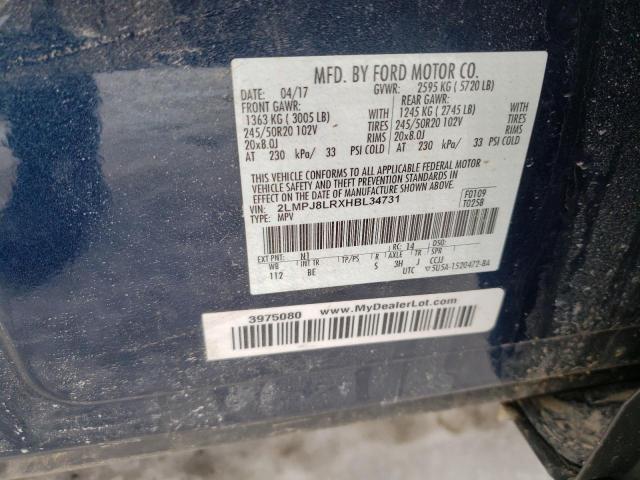 MFD. BY FORD MOTOR CO.
DATE: 04/17 GVWR: 2595 KG ( 5720 LB)
FRONT GAWR: REAR GAWR:
1363 KG ( 3005 LB) WITH 1245 KG ( 2745 LB) WITH
245/50R20 102V TIRES 245/50R20 102V TIRES
20x8.0J RIMS 20x8.0J RIMS
AT 230 kPa/ 33 PSI COLD AT 230 kPa/ 33 PSI COLD
THIS VEHICLE CONFORMS TO ALL APPLICABLE FEDERAL MOTOR
VEHICLE SAFETY AND THEFT PREVENTION STANDARDS IN
EFFECT ON THE DATE OF MANUFACTURE SHOWN ABOVE.
VIN: 2LMPJ8LRXHBL34731 F0109
TYPE: MPV T025B
EXT PNT: N1 RC: 14 DSO:
WB INT TR TP/PS R AXLE TR SPR
112 BE S 3H J CCJJ
UTC ▽5U5A-1520472-BA
3975080 www.MyDealerLot.com